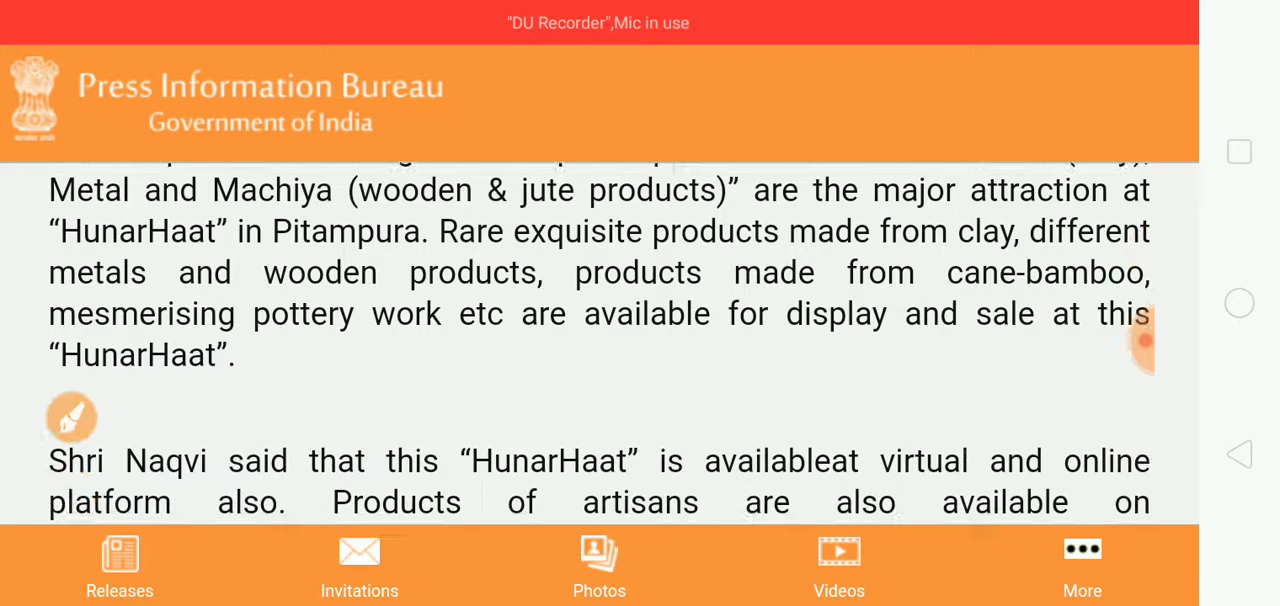 "DU Recorder",Mic in use
Press Information Bureau
Government of India
Metal and Machiya (wooden & jute products)” are the major attraction at
“HunarHaat” in Pitampura. Rare exquisite products made from clay, different
metals and wooden products, products made from cane-bamboo,
mesmerising pottery work etc are available for display and sale at this
“HunarHaat”.
Shri Naqvi said that this “HunarHaat” is availableat virtual and online
platform also. Products of artisans are also available on
Releases
Invitations
Photos
Videos
More